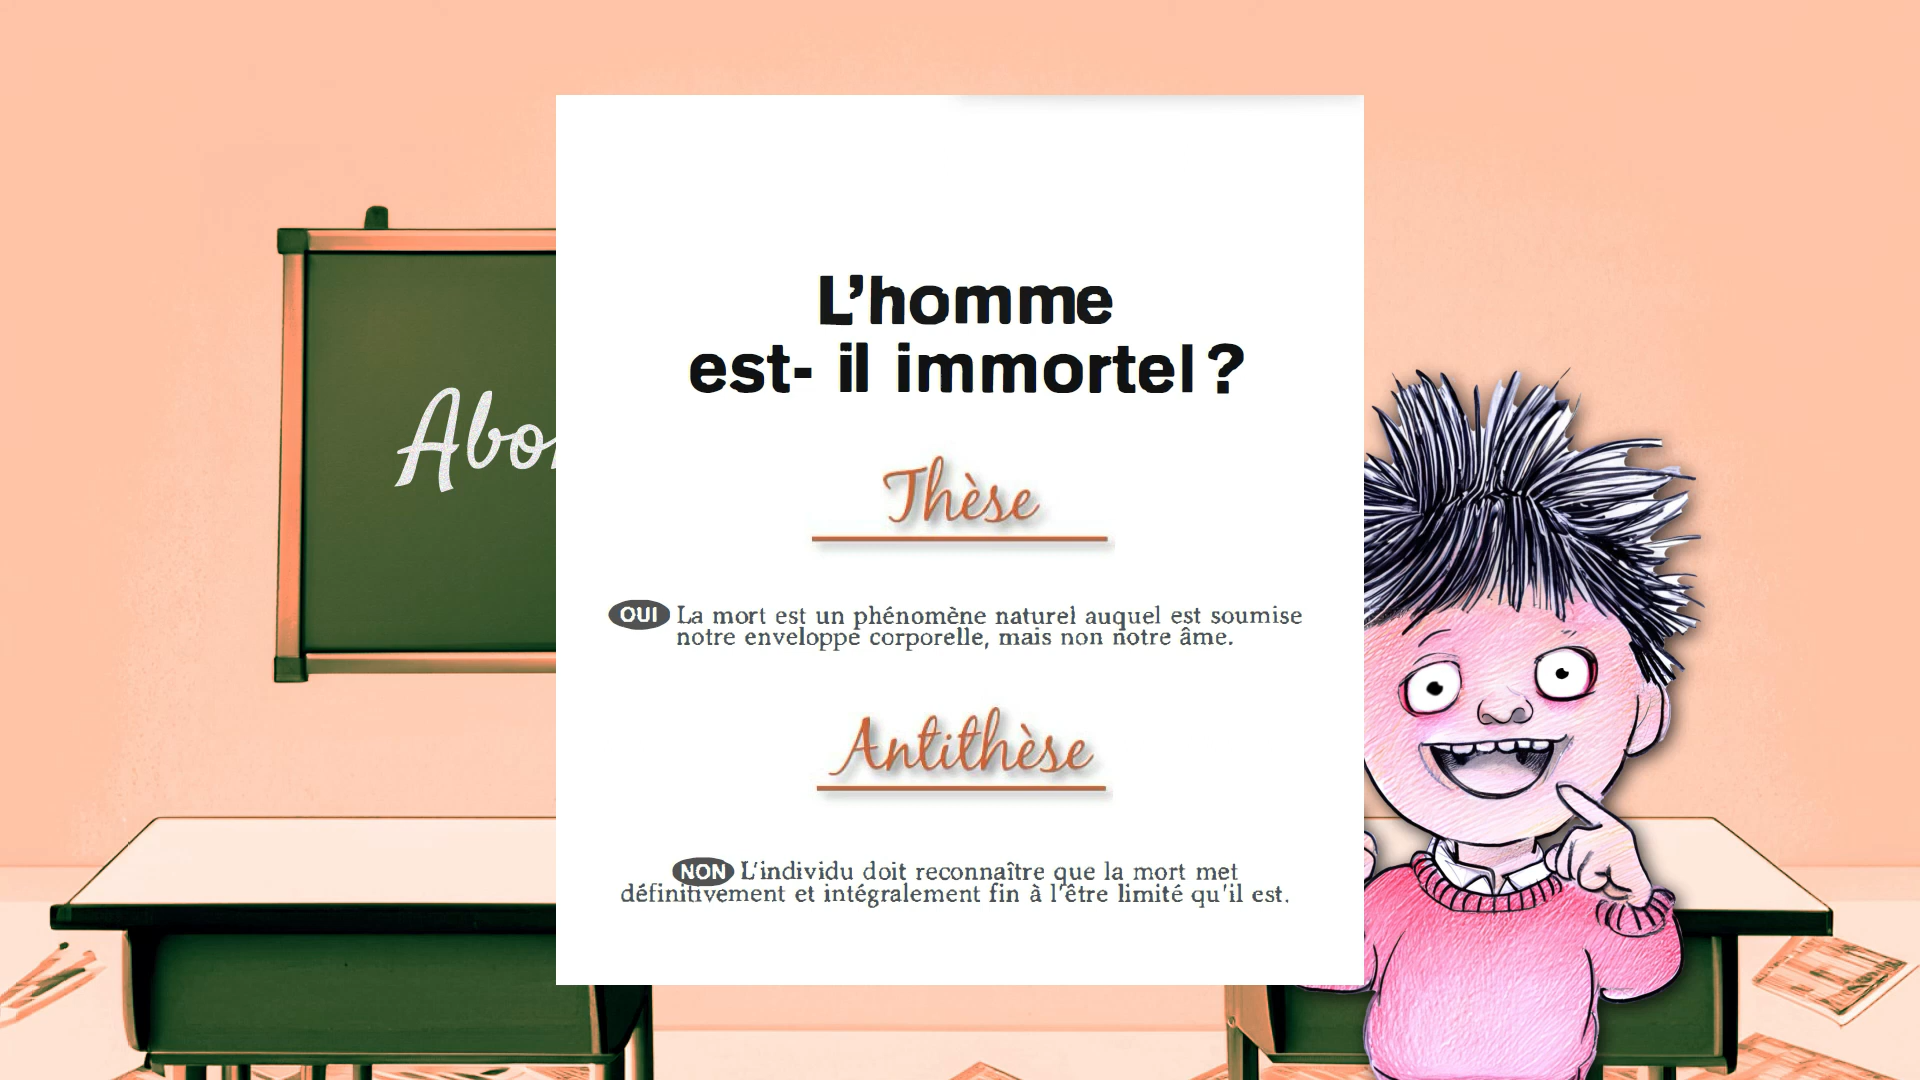 Abo
L'homme
est- il immortel ?
Thèse
OUI La mort est un phénomène naturel auquel est soumise
notre enveloppe corporelle, mais non notre âme.
Antithèse
NON L'individu doit reconnaître que la mort met
définitivement et intégralement fin à l'être limité qu'il est.